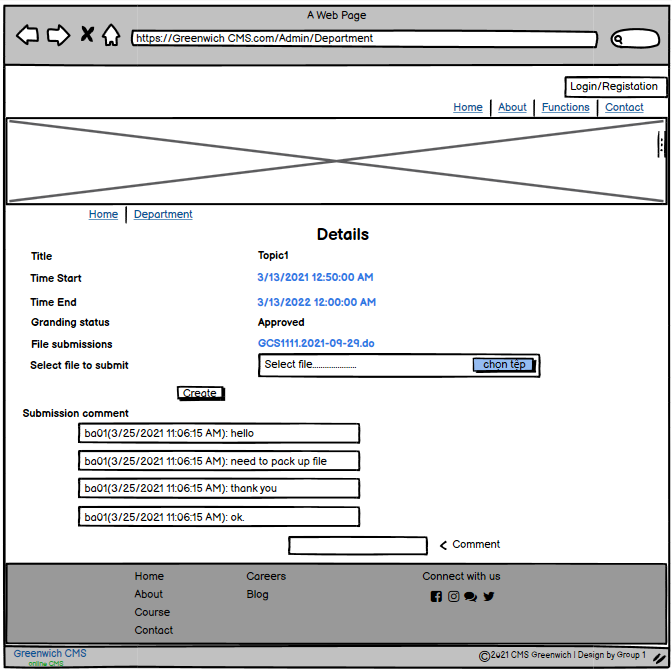 A Web Page
https://Greenwich CMS.com/Admin/Department
Login/Registation
Home About Functions Contact
Home Department
Details
Title Topic1
Time Start 3/13/2021 12:50:00 AM
Time End 3/13/2022 12:00:00 AM
Granding status Approved
File submissions GCS1111.2021-09-29.do
Select file to submit Select file..................... chọn tệp
Create
Submission comment
ba01(3/25/2021 11:06:15 AM): hello
ba01(3/25/2021 11:06:15 AM): need to pack up file
ba01(3/25/2021 11:06:15 AM): thank you
ba01(3/25/2021 11:06:15 AM): ok.
< Comment
Home Careers Connect with us
About Blog
Course
Contact
Greenwich CMS
online CMS
©2021 CMS Greenwich | Design by Group 1